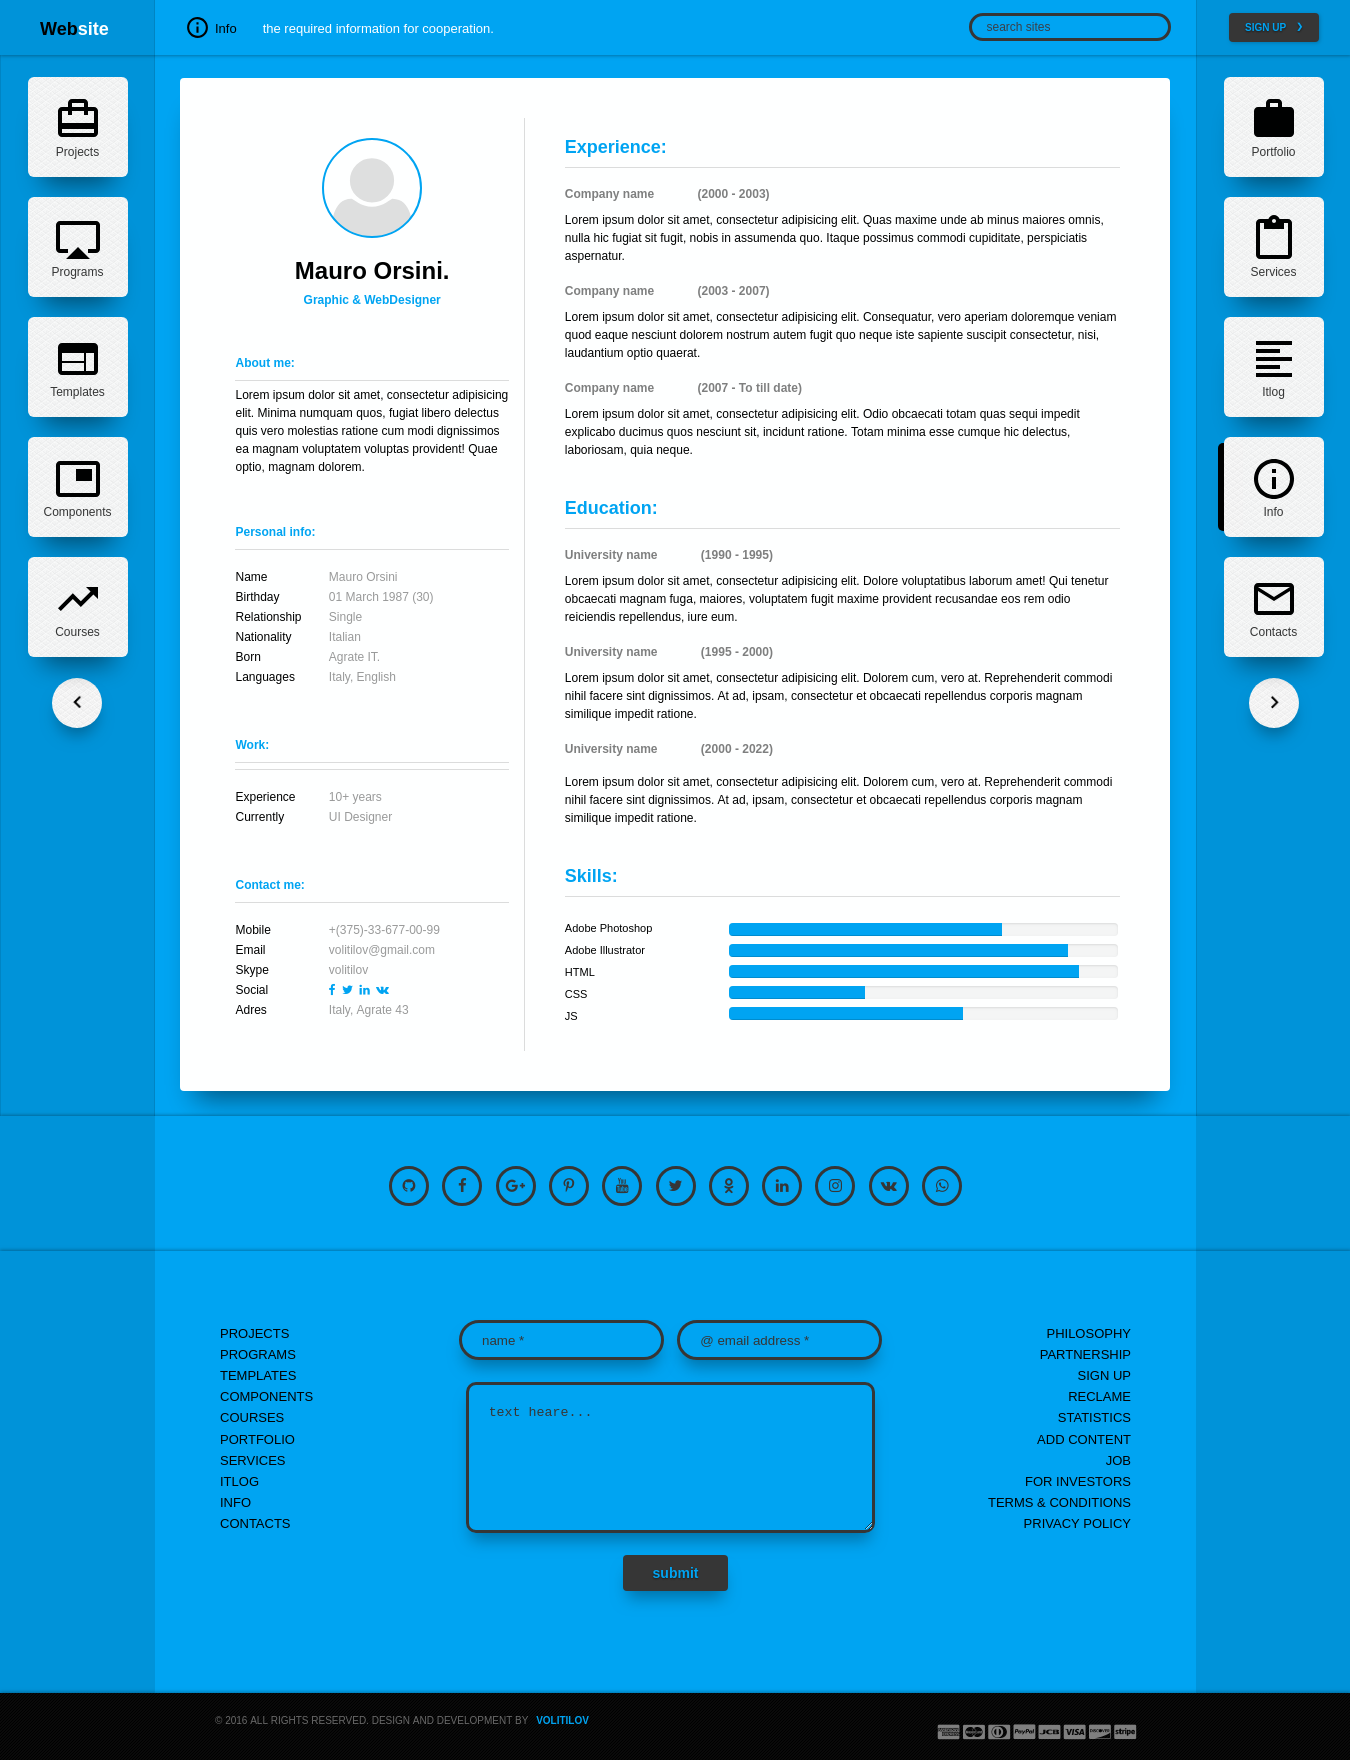 Website
Info the required information for cooperation.
search sites
SIGN UP
Projects
Programs
Templates
Components
Courses
Mauro Orsini.
Graphic & WebDesigner
About me:
Lorem ipsum dolor sit amet, consectetur adipisicing
elit. Minima numquam quos, fugiat libero delectus
quis vero molestias ratione cum modi dignissimos
ea magnam voluptatem voluptas provident! Quae
optio, magnam dolorem.
Personal info:
Name Mauro Orsini
Birthday 01 March 1987 (30)
Relationship Single
Nationality Italian
Born Agrate IT.
Languages Italy, English
Work:
Experience 10+ years
Currently UI Designer
Contact me:
Mobile +(375)-33-677-00-99
Email volitilov@gmail.com
Skype volitilov
Social
Adres Italy, Agrate 43
Experience:
Company name (2000 - 2003)
Lorem ipsum dolor sit amet, consectetur adipisicing elit. Quas maxime unde ab minus maiores omnis,
nulla hic fugiat sit fugit, nobis in assumenda quo. Itaque possimus commodi cupiditate, perspiciatis
aspernatur.
Company name (2003 - 2007)
Lorem ipsum dolor sit amet, consectetur adipisicing elit. Consequatur, vero aperiam doloremque veniam
quod eaque nesciunt dolorem nostrum autem fugit quo neque iste sapiente suscipit consectetur, nisi,
laudantium optio quaerat.
Company name (2007 - To till date)
Lorem ipsum dolor sit amet, consectetur adipisicing elit. Odio obcaecati totam quas sequi impedit
explicabo ducimus quos nesciunt sit, incidunt ratione. Totam minima esse cumque hic delectus,
laboriosam, quia neque.
Education:
University name (1990 - 1995)
Lorem ipsum dolor sit amet, consectetur adipisicing elit. Dolore voluptatibus laborum amet! Qui tenetur
obcaecati magnam fuga, maiores, voluptatem fugit maxime provident recusandae eos rem odio
reiciendis repellendus, iure eum.
University name (1995 - 2000)
Lorem ipsum dolor sit amet, consectetur adipisicing elit. Dolorem cum, vero at. Reprehenderit commodi
nihil facere sint dignissimos. At ad, ipsam, consectetur et obcaecati repellendus corporis magnam
similique impedit ratione.
University name (2000 - 2022)
Lorem ipsum dolor sit amet, consectetur adipisicing elit. Dolorem cum, vero at. Reprehenderit commodi
nihil facere sint dignissimos. At ad, ipsam, consectetur et obcaecati repellendus corporis magnam
similique impedit ratione.
Skills:
Adobe Photoshop
Adobe Illustrator
HTML
CSS
JS
Portfolio
Services
Itlog
Info
Contacts
PROJECTS
PROGRAMS
TEMPLATES
COMPONENTS
COURSES
PORTFOLIO
SERVICES
ITLOG
INFO
CONTACTS
name *
@ email address *
text heare...
submit
PHILOSOPHY
PARTNERSHIP
SIGN UP
RECLAME
STATISTICS
ADD CONTENT
JOB
FOR INVESTORS
TERMS & CONDITIONS
PRIVACY POLICY
© 2016 ALL RIGHTS RESERVED. DESIGN AND DEVELOPMENT BY VOLITILOV
PayPal JCB VISA DISCOVER stripe